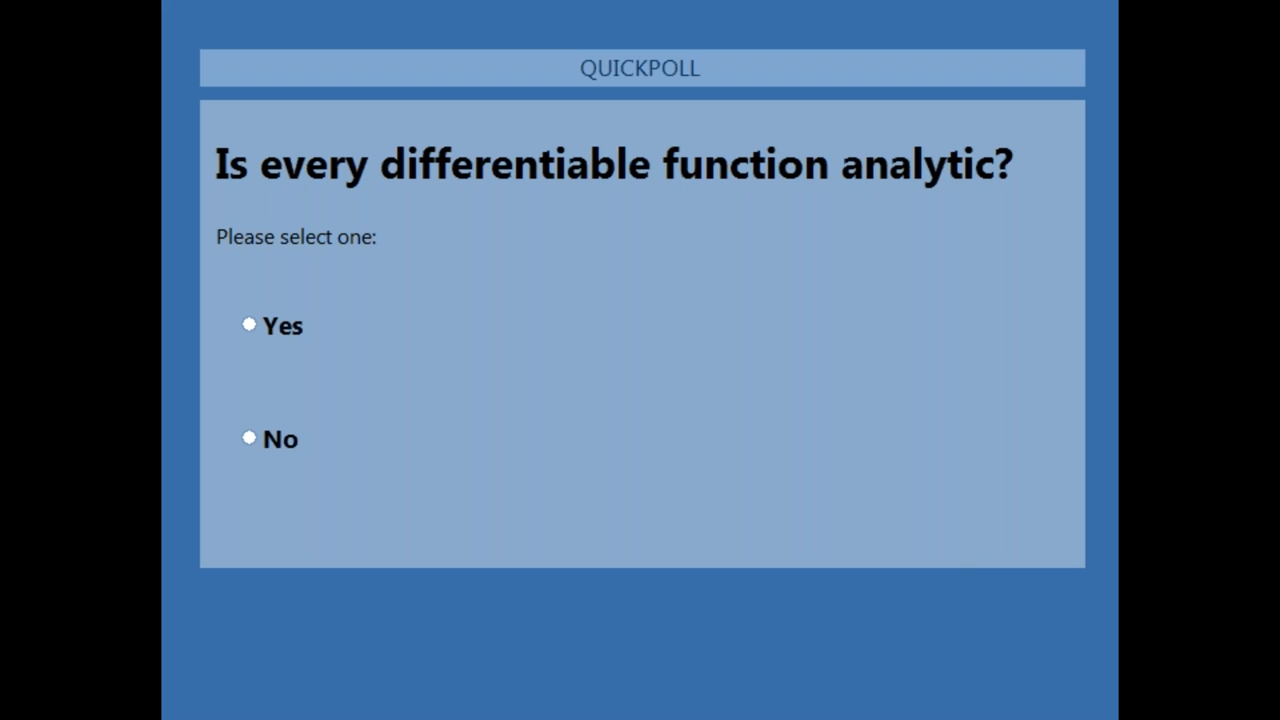 QUICKPOLL
Is every differentiable function analytic?
Please select one:
Yes
No